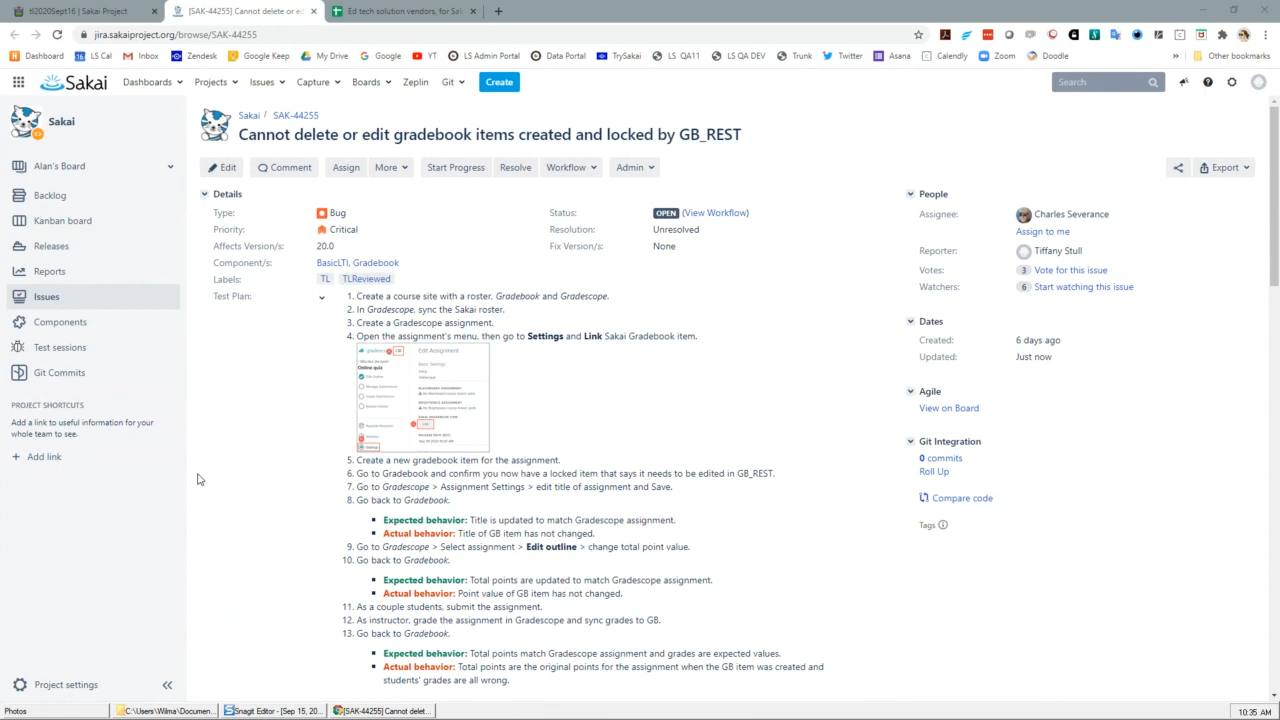 tl2020Sept16 | Sakai Project
[SAK-44255] Cannot delete or ed
Ed tech solution vendors, for Sak
jira.sakaiproject.org/browse/SAK-44255
Dashboard LS Cal Inbox Zendesk Google Keep My Drive Google YT LS Admin Portal Data Portal TrySakai LS QA11 LS QA DEV Trunk Twitter Asana Calendly Zoom Doodle » Other bookmarks
Sakai Dashboards Projects Issues Capture Boards Zeplin Git Create Search
Sakai
Alan's Board
Backlog
Kanban board
Releases
Reports
Issues
Components
Test sessions
Git Commits
PROJECT SHORTCUTS
Add a link to useful information for your
whole team to see.
+ Add link
Project settings
Sakai / SAK-44255
Cannot delete or edit gradebook items created and locked by GB_REST
Edit Comment Assign More Start Progress Resolve Workflow Admin Export
Details
Type: Bug
Priority: Critical
Affects Version/s: 20.0
Component/s: BasicLTI, Gradebook
Labels: TL TLReviewed
Status: OPEN (View Workflow)
Resolution: Unresolved
Fix Version/s: None
Test Plan:
1. Create a course site with a roster, Gradebook and Gradescope.
2. In Gradescope, sync the Sakai roster.
3. Create a Gradescope assignment.
4. Open the assignment's menu, then go to Settings and Link Sakai Gradebook item.
Edit Assignment
5. Create a new gradebook item for the assignment.
6. Go to Gradebook and confirm you now have a locked item that says it needs to be edited in GB_REST.
7. Go to Gradescope > Assignment Settings > edit title of assignment and Save.
8. Go back to Gradebook.
Expected behavior: Title is updated to match Gradescope assignment.
Actual behavior: Title of GB item has not changed.
9. Go to Gradescope > Select assignment > Edit outline > change total point value.
10. Go back to Gradebook.
Expected behavior: Total points are updated to match Gradescope assignment.
Actual behavior: Point value of GB item has not changed.
11. As a couple students, submit the assignment.
12. As instructor, grade the assignment in Gradescope and sync grades to GB.
13. Go back to Gradebook.
Expected behavior: Total points match Gradescope assignment and grades are expected values.
Actual behavior: Total points are the original points for the assignment when the GB item was created and
students' grades are all wrong.
People
Assignee: Charles Severance
Assign to me
Reporter: Tiffany Stull
Votes: 3 Vote for this issue
Watchers: 6 Start watching this issue
Dates
Created: 6 days ago
Updated: Just now
Agile
View on Board
Git Integration
0 commits
Roll Up
Compare code
Tags
Photos
C:\Users\Wilma\Documen...
Snagit Editor - [Sep 15, 20...
[SAK-44255] Cannot delet...
10:35 AM